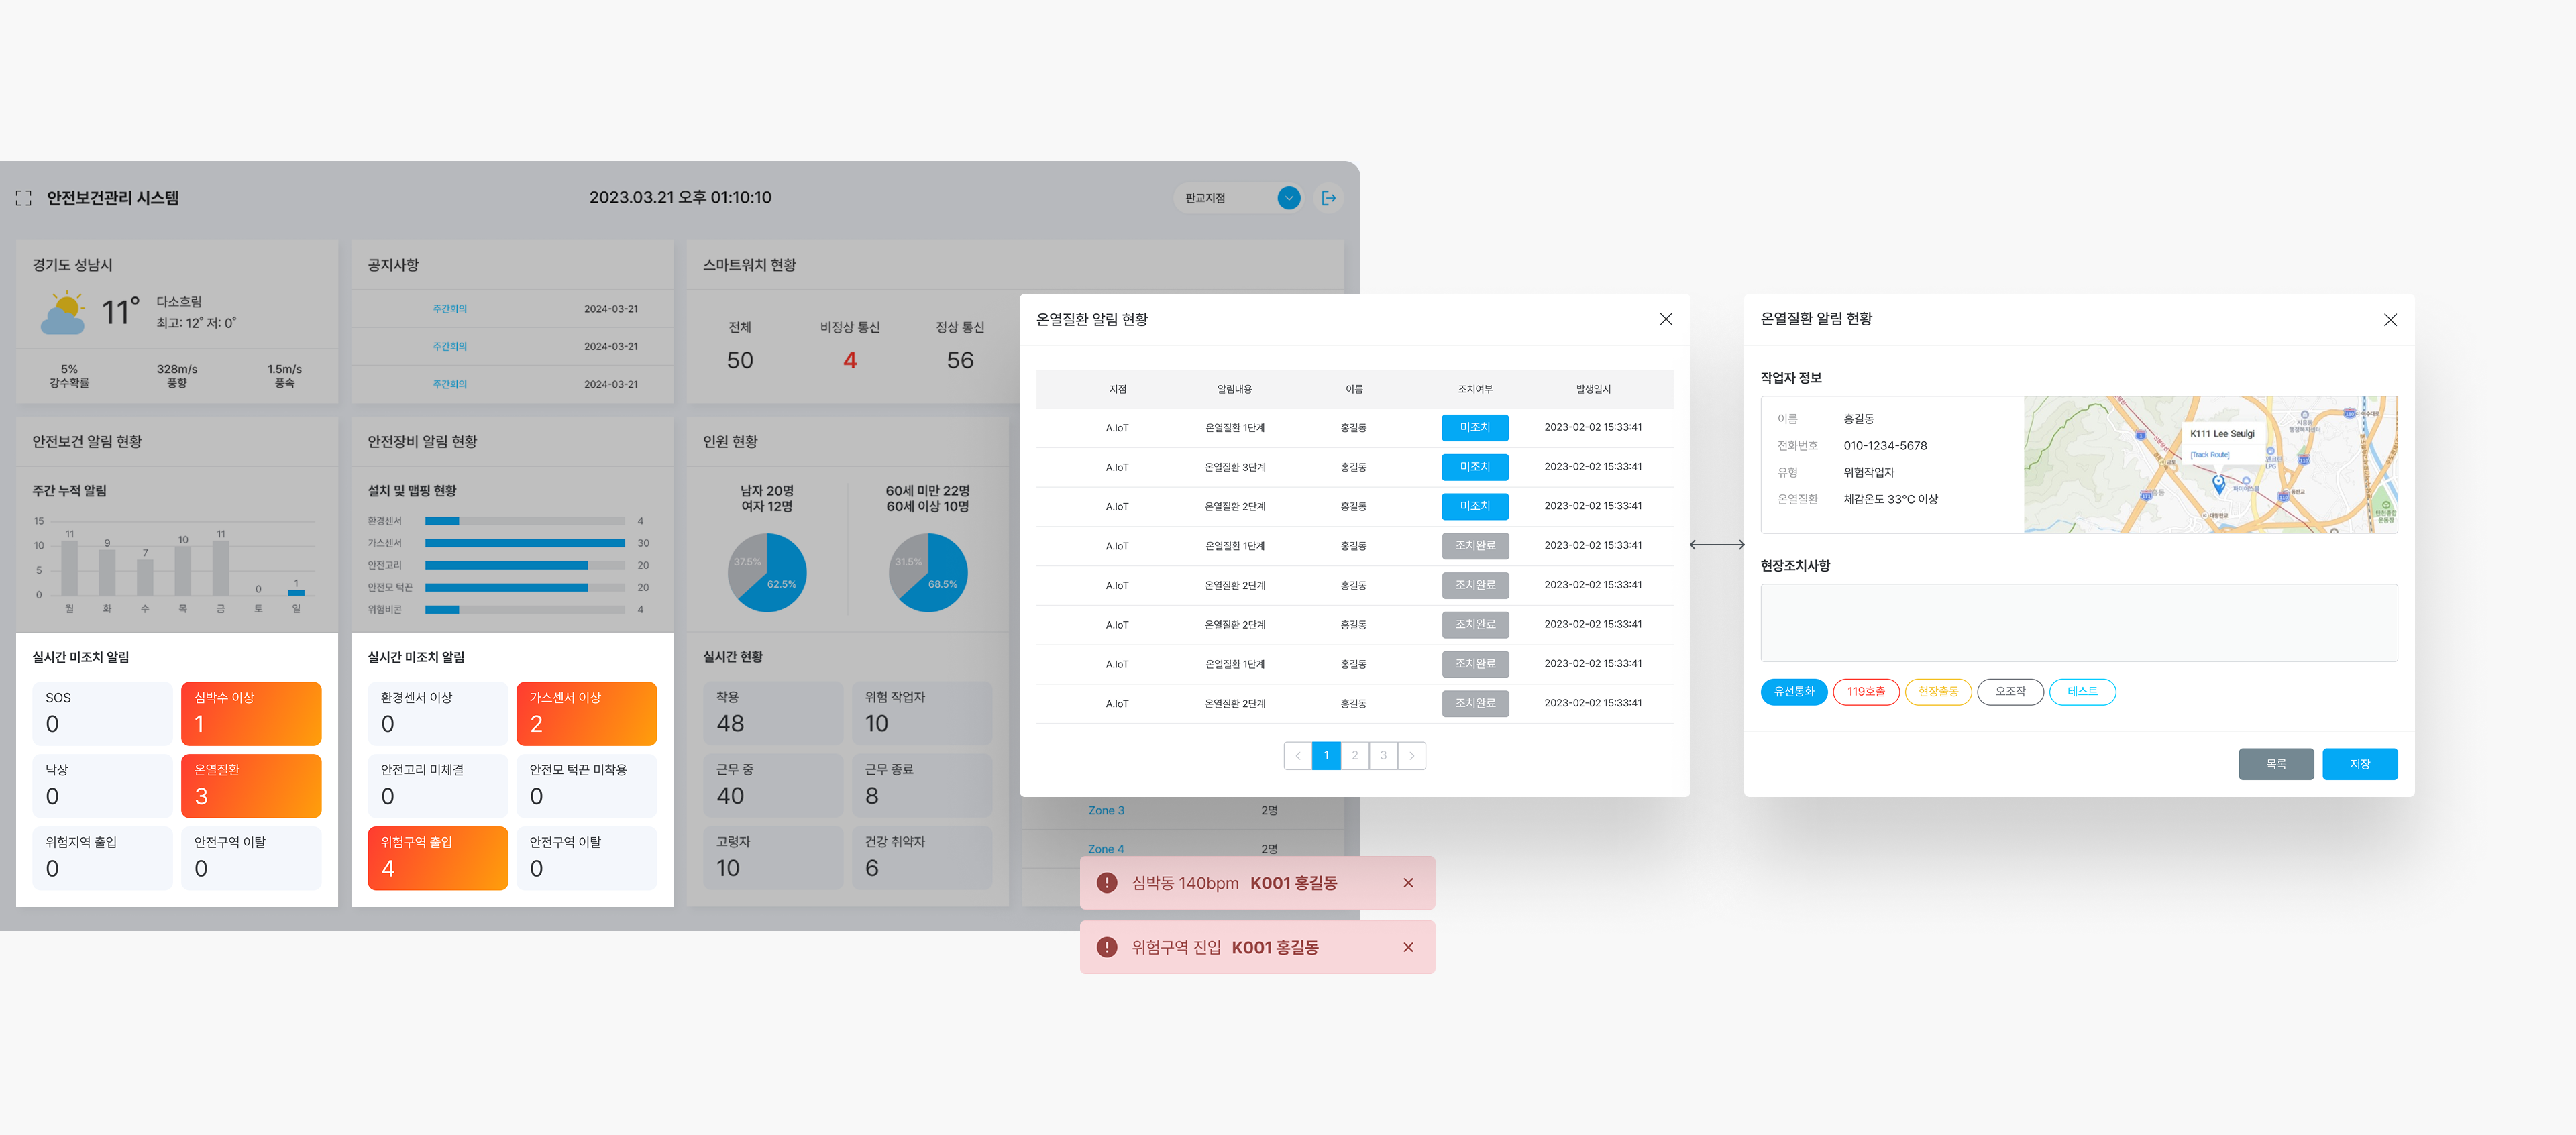 안전보건관리 시스템
2023.03.21 오후 01:10:10
판교지점
경기도 성남시
11°
다소흐림
최고: 12° 저: 0°
5%
강수확률
328m/s
풍향
1.5m/s
풍속
공지사항
주간회의 2024-03-21
주간회의 2024-03-21
주간회의 2024-03-21
스마트워치 현황
전체 비정상 통신 정상 통신
50 4 56
안전보건 알림 현황
주간 누적 알림
15
10
5
0
11 9 7 10 11 0 1
월 화 수 목 금 토 일
실시간 미조치 알림
SOS
0
심박수 이상
1
낙상
0
온열질환
3
위험지역 출입
0
안전구역 이탈
0
안전장비 알림 현황
설치 및 맵핑 현황
환경센서 4
가스센서 30
안전고리 20
안전모 턱끈 20
위험비콘 4
실시간 미조치 알림
환경센서 이상
0
가스센서 이상
2
안전고리 미체결
0
안전모 턱끈 미착용
0
위험구역 출입
4
안전구역 이탈
0
인원 현황
남자 20명
여자 12명
37.5%
62.5%
60세 미만 22명
60세 이상 10명
31.5%
68.5%
실시간 현황
착용
48
위험 작업자
10
근무 중
40
근무 종료
8
고령자
10
건강 취약자
6
Zone 3 2명
Zone 4 2명
온열질환 알림 현황
지점 알림내용 이름 조치여부 발생일시
A.IoT 온열질환 1단계 홍길동 미조치 2023-02-02 15:33:41
A.IoT 온열질환 3단계 홍길동 미조치 2023-02-02 15:33:41
A.IoT 온열질환 2단계 홍길동 미조치 2023-02-02 15:33:41
A.IoT 온열질환 1단계 홍길동 조치완료 2023-02-02 15:33:41
A.IoT 온열질환 2단계 홍길동 조치완료 2023-02-02 15:33:41
A.IoT 온열질환 2단계 홍길동 조치완료 2023-02-02 15:33:41
A.IoT 온열질환 1단계 홍길동 조치완료 2023-02-02 15:33:41
A.IoT 온열질환 2단계 홍길동 조치완료 2023-02-02 15:33:41
1 2 3
심박동 140bpm K001 홍길동
위험구역 진입 K001 홍길동
온열질환 알림 현황
작업자 정보
이름 홍길동
전화번호 010-1234-5678
유형 위험작업자
온열질환 체감온도 33°C 이상
K111 Lee Seulgi
[Track Route]
LPG
현장조치사항
유선통화 119호출 현장출동 오조작 테스트
목록 저장